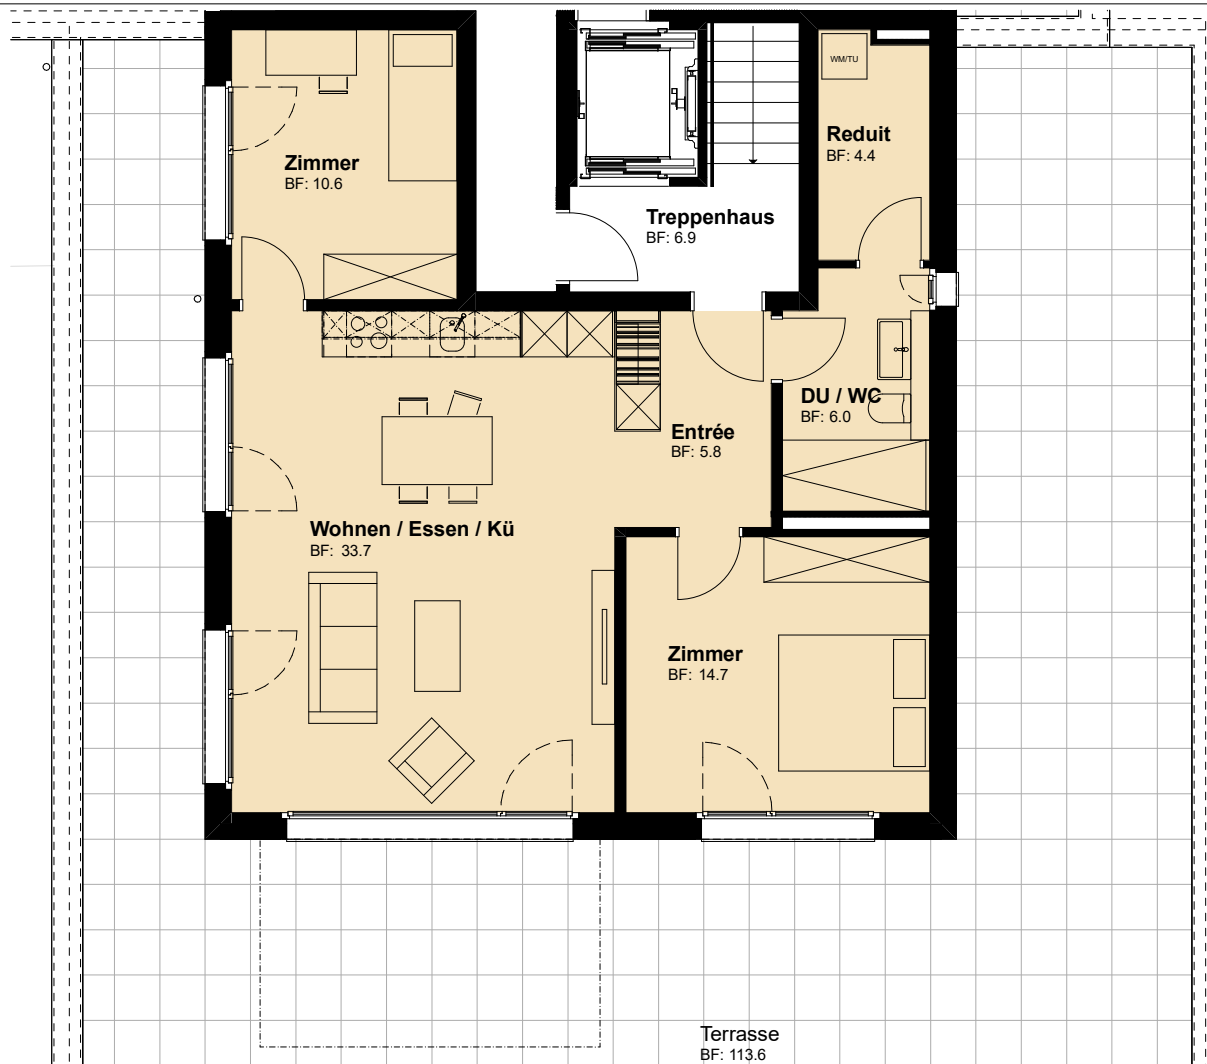 WM/TU
Reduit
BF: 4.4
Zimmer
BF: 10.6
Treppenhaus
BF: 6.9
DU / WC
BF: 6.0
Entrée
BF: 5.8
Wohnen / Essen / Kü
BF: 33.7
Zimmer
BF: 14.7
Terrasse
BF: 113.6